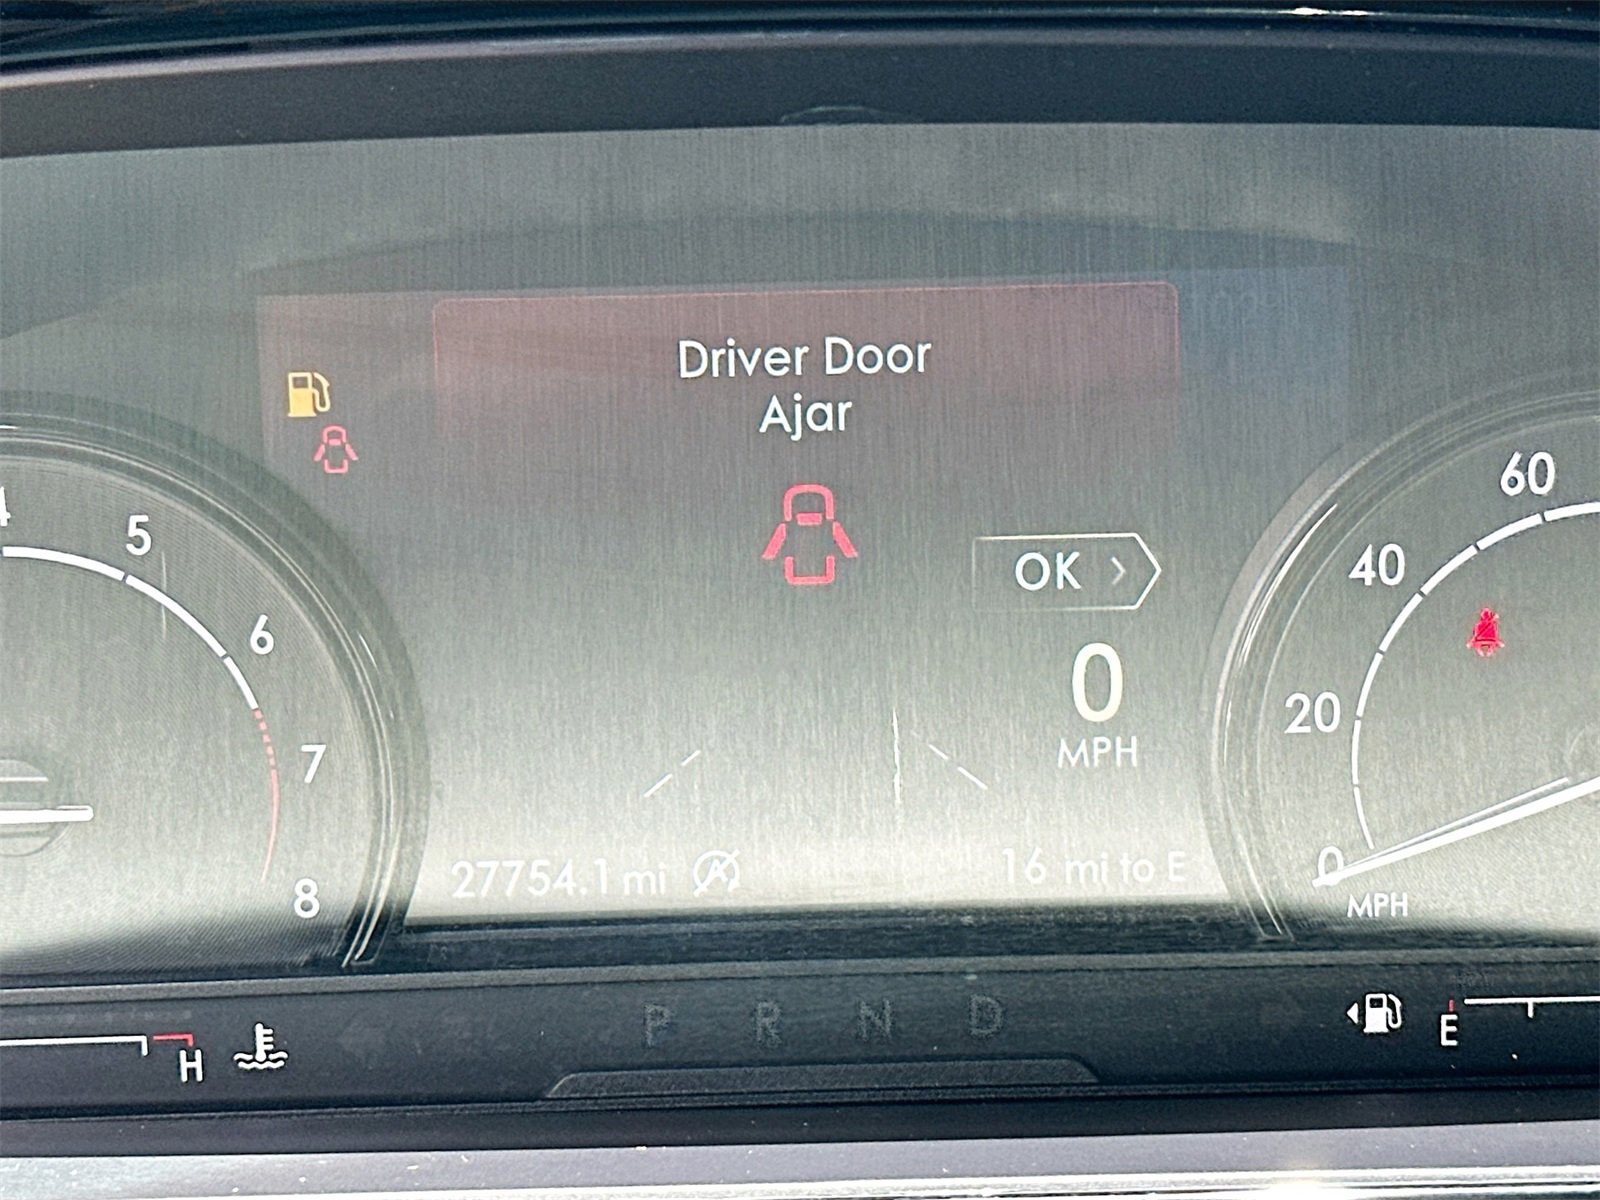 Driver Door
Ajar
OK
0
MPH
27754.1 mi
16 mi to E
5
6
7
8
60
40
20
0
MPH
H
P R N D
E